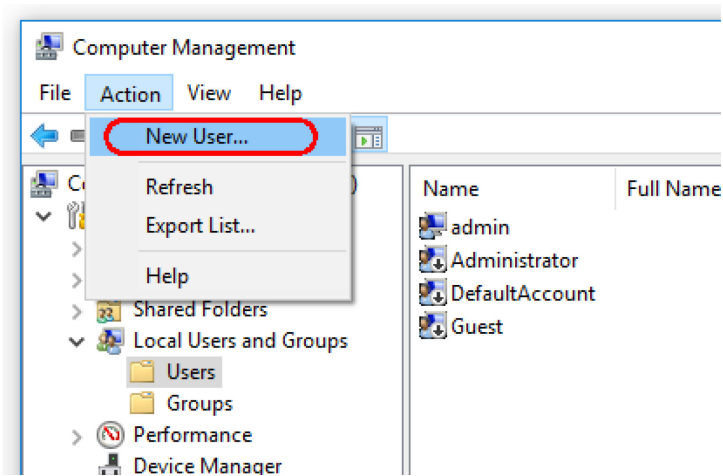 Computer Management
File Action View Help
New User...
Refresh
Export List...
Help
Shared Folders
Local Users and Groups
Users
Groups
Performance
Device Manager
Name Full Name
admin
Administrator
DefaultAccount
Guest